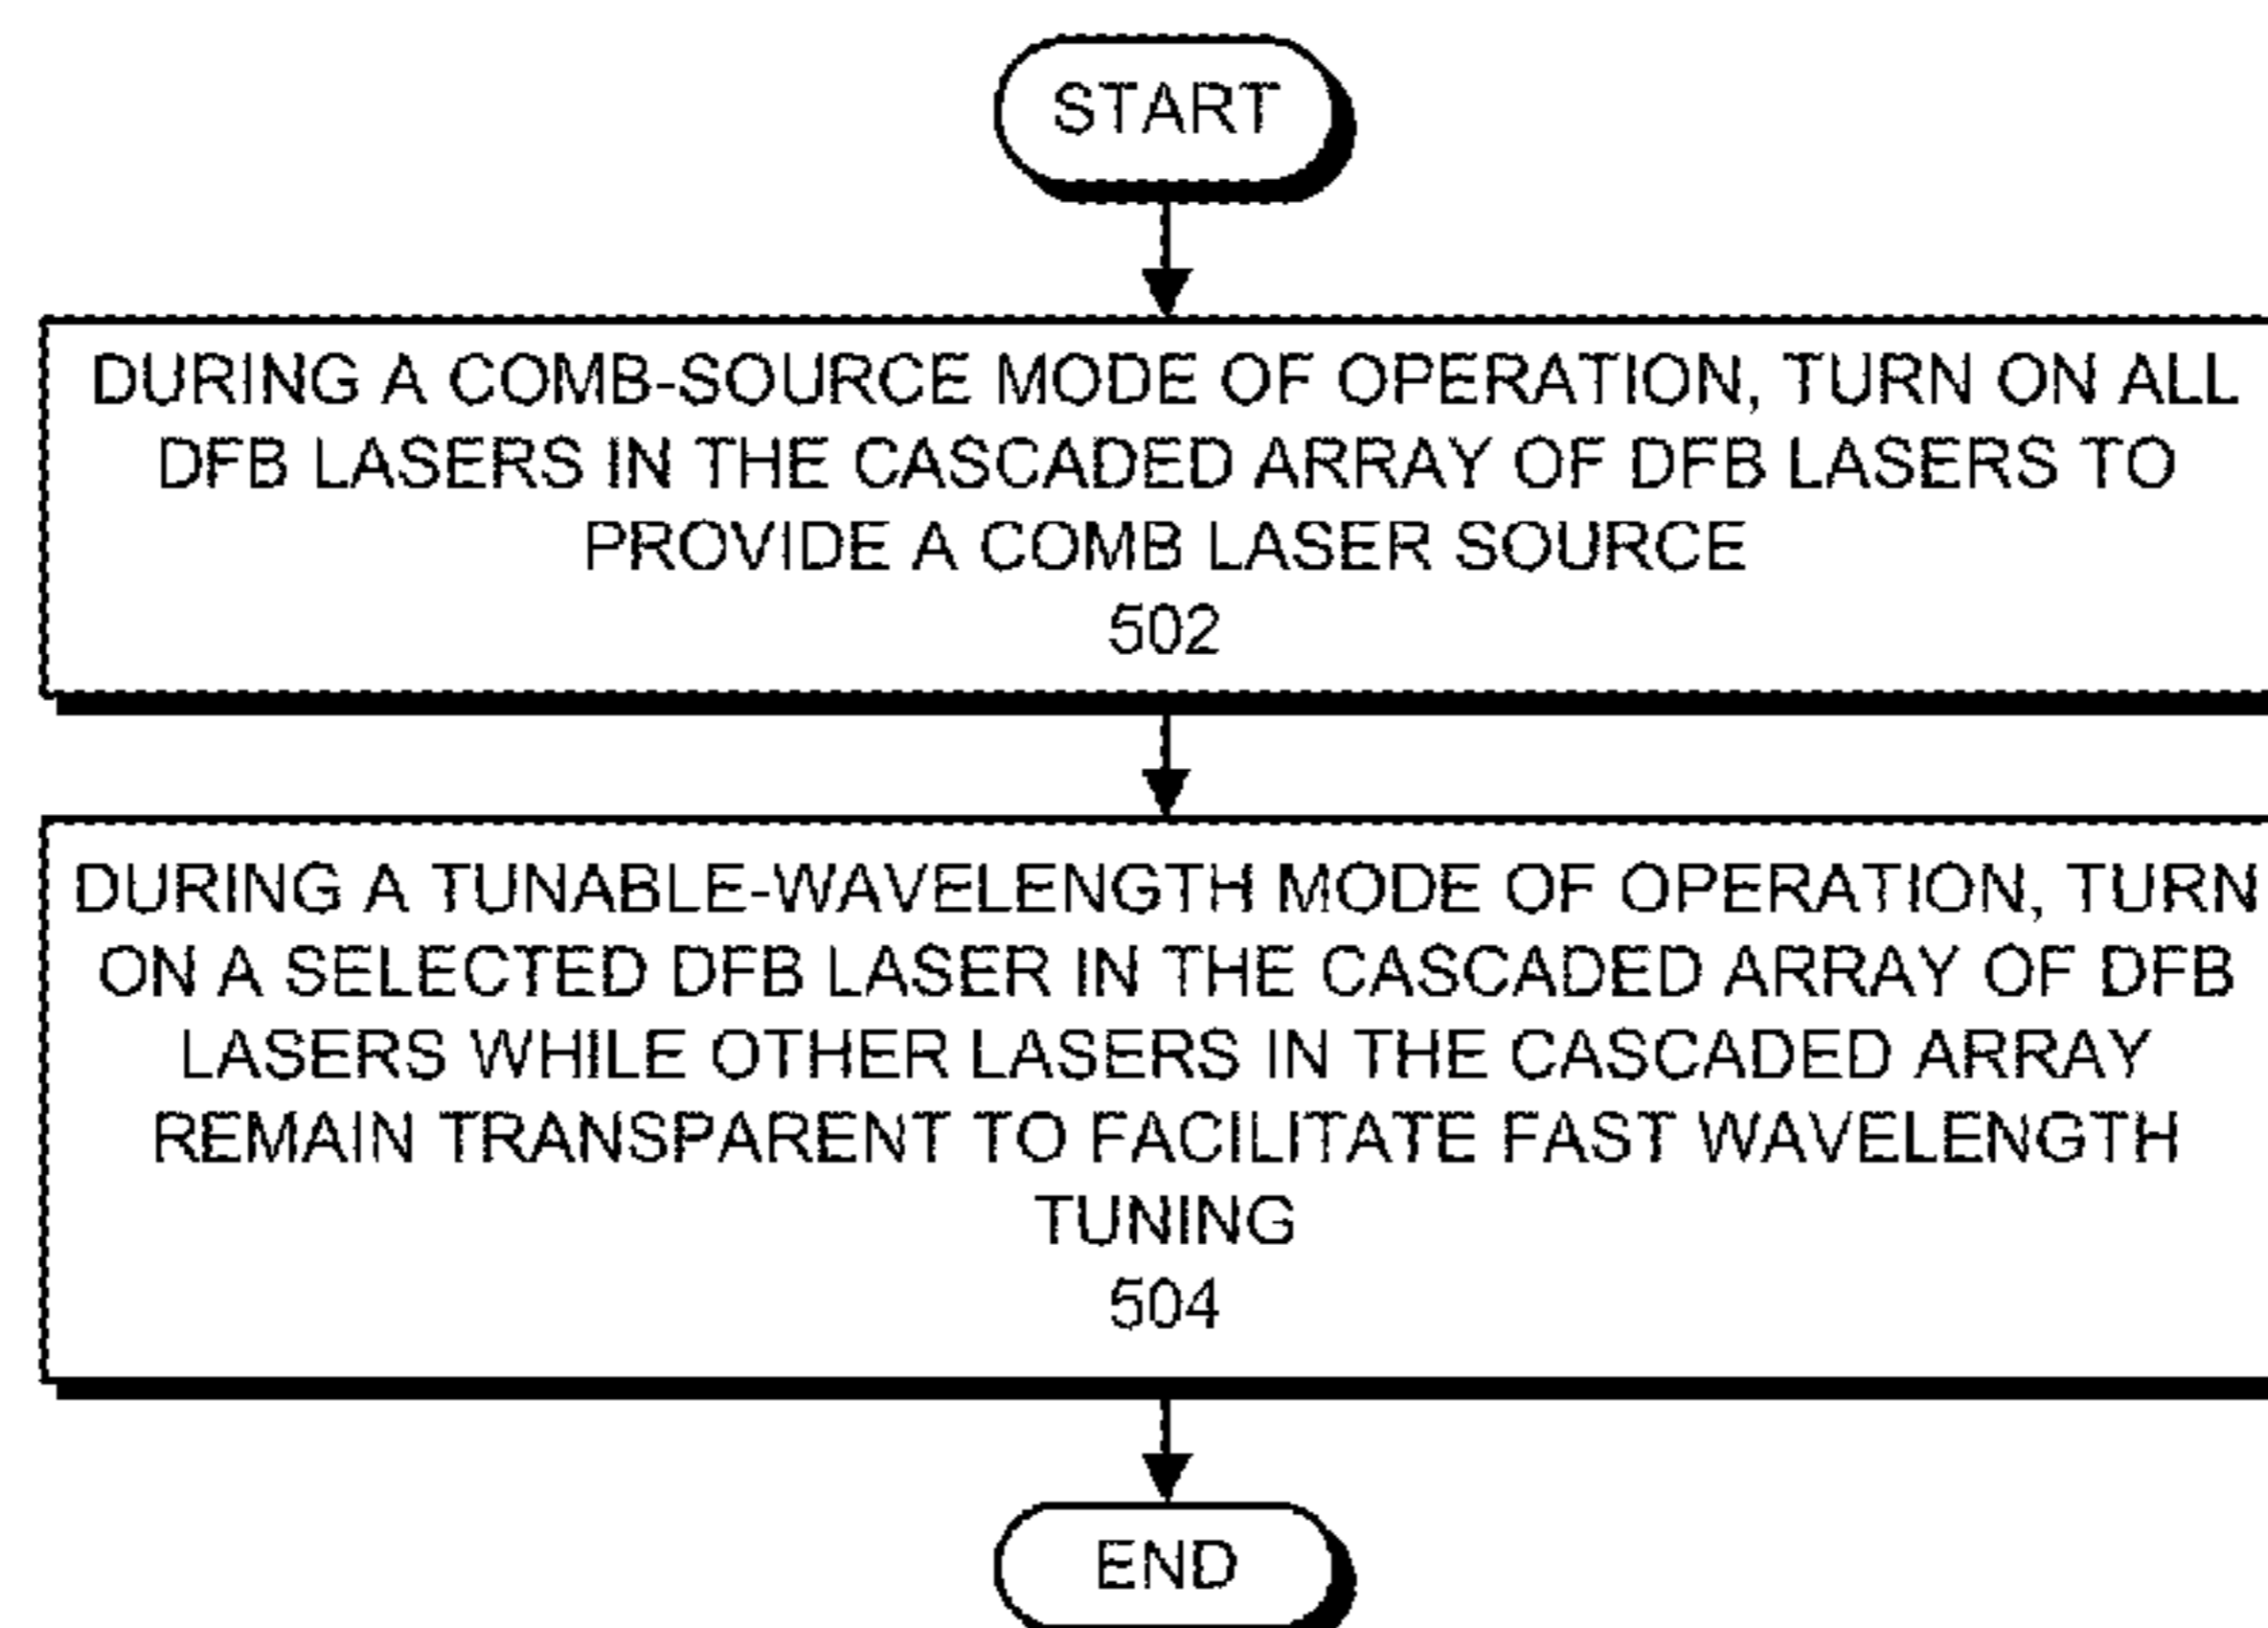 START
DURING A COMB-SOURCE MODE OF OPERATION, TURN ON ALL
DFB LASERS IN THE CASCADED ARRAY OF DFB LASERS TO
PROVIDE A COMB LASER SOURCE
502
DURING A TUNABLE-WAVELENGTH MODE OF OPERATION, TURN
ON A SELECTED DFB LASER IN THE CASCADED ARRAY OF DFB
LASERS WHILE OTHER LASERS IN THE CASCADED ARRAY
REMAIN TRANSPARENT TO FACILITATE FAST WAVELENGTH
TUNING
504
END